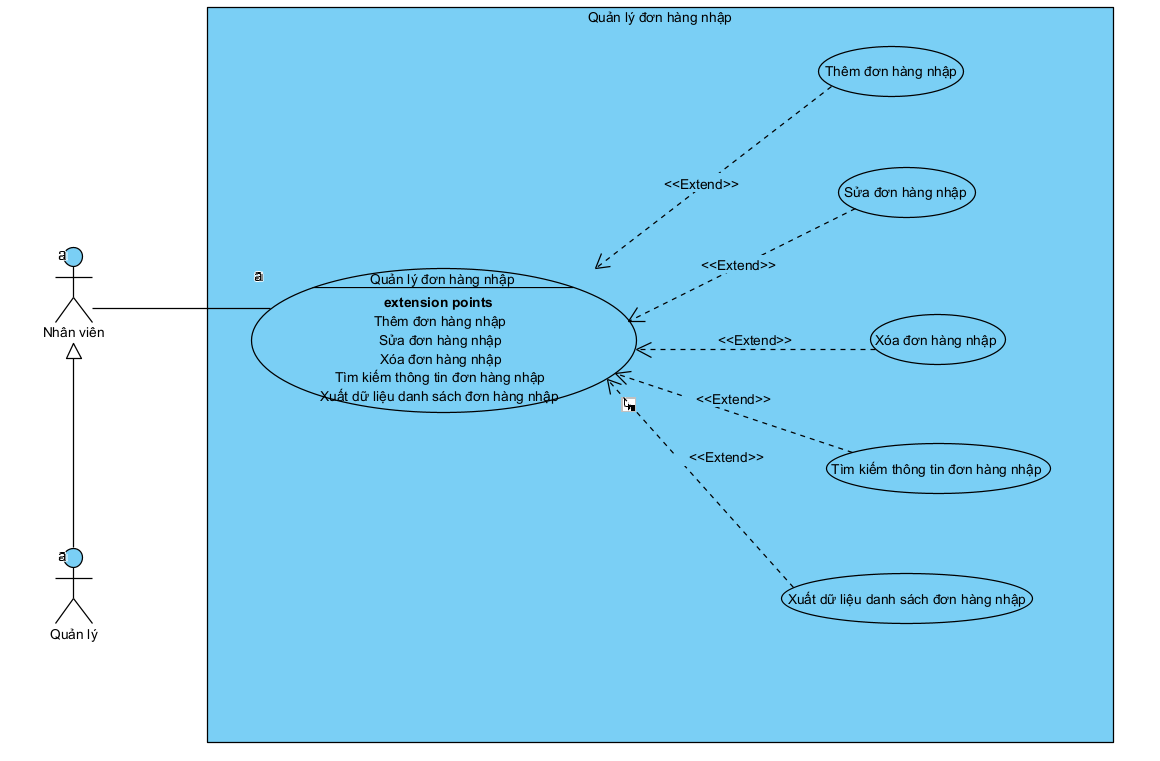 Quản lý đơn hàng nhập
Thêm đơn hàng nhập
<<Extend>>
Sửa đơn hàng nhập
<<Extend>>
a
Nhân viên
a
Quản lý đơn hàng nhập
extension points
Thêm đơn hàng nhập
Sửa đơn hàng nhập
Xóa đơn hàng nhập
Tìm kiếm thông tin đơn hàng nhập
Xuất dữ liệu danh sách đơn hàng nhập
<<Extend>>
Xóa đơn hàng nhập
<<Extend>>
Tìm kiếm thông tin đơn hàng nhập
<<Extend>>
Xuất dữ liệu danh sách đơn hàng nhập
a
Quản lý